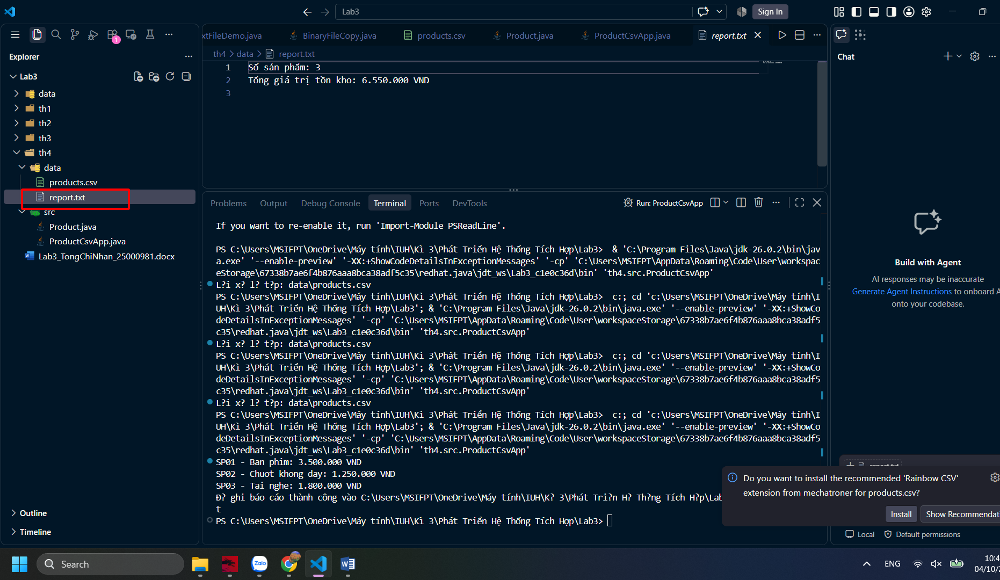 Lab3
Sign In
1
xtFileDemo.java
BinaryFileCopy.java
products.csv
Product.java
ProductCsvApp.java
report.txt
Explorer
Lab3
data
th1
th2
th3
th4
data
products.csv
report.txt
src
Product.java
ProductCsvApp.java
Lab3_TongChiNhan_25000981.docx
Outline
Timeline
th4 > data > report.txt
1 Số sản phẩm: 3
2 Tổng giá trị tồn kho: 6.550.000 VND
3
Problems Output Debug Console Terminal Ports DevTools
Run: ProductCsvApp
If you want to re-enable it, run 'Import-Module PSReadLine'.
PS C:\Users\MSIFPT\OneDrive\Máy tính\IUH\Kì 3\Phát Triển Hệ Thống Tích Hợp\Lab3>  & 'C:\Program Files\Java\jdk-26.0.2\bin\jav
a.exe' '--enable-preview' '-XX:+ShowCodeDetailsInExceptionMessages' '-cp' 'C:\Users\MSIFPT\AppData\Roaming\Code\User\workspac
eStorage\67338b7ae6f4b876aaa8bca38adf5c35\redhat.java\jdt_ws\Lab3_c1e0c36d\bin' 'th4.src.ProductCsvApp'
L?i x? l? t?p: data\products.csv
PS C:\Users\MSIFPT\OneDrive\Máy tính\IUH\Kì 3\Phát Triển Hệ Thống Tích Hợp\Lab3>  c:; cd 'c:\Users\MSIFPT\OneDrive\Máy tính\I
UH\Kì 3\Phát Triển Hệ Thống Tích Hợp\Lab3'; & 'C:\Program Files\Java\jdk-26.0.2\bin\java.exe' '--enable-preview' '-XX:+ShowCo
deDetailsInExceptionMessages' '-cp' 'C:\Users\MSIFPT\AppData\Roaming\Code\User\workspaceStorage\67338b7ae6f4b876aaa8bca38adf5
c35\redhat.java\jdt_ws\Lab3_c1e0c36d\bin' 'th4.src.ProductCsvApp'
L?i x? l? t?p: data\products.csv
PS C:\Users\MSIFPT\OneDrive\Máy tính\IUH\Kì 3\Phát Triển Hệ Thống Tích Hợp\Lab3>  c:; cd 'c:\Users\MSIFPT\OneDrive\Máy tính\I
UH\Kì 3\Phát Triển Hệ Thống Tích Hợp\Lab3'; & 'C:\Program Files\Java\jdk-26.0.2\bin\java.exe' '--enable-preview' '-XX:+ShowCo
deDetailsInExceptionMessages' '-cp' 'C:\Users\MSIFPT\AppData\Roaming\Code\User\workspaceStorage\67338b7ae6f4b876aaa8bca38adf5
c35\redhat.java\jdt_ws\Lab3_c1e0c36d\bin' 'th4.src.ProductCsvApp'
L?i x? l? t?p: data\products.csv
PS C:\Users\MSIFPT\OneDrive\Máy tính\IUH\Kì 3\Phát Triển Hệ Thống Tích Hợp\Lab3>  c:; cd 'c:\Users\MSIFPT\OneDrive\Máy tính\I
UH\Kì 3\Phát Triển Hệ Thống Tích Hợp\Lab3'; & 'C:\Program Files\Java\jdk-26.0.2\bin\java.exe' '--enable-preview' '-XX:+ShowCo
deDetailsInExceptionMessages' '-cp' 'C:\Users\MSIFPT\AppData\Roaming\Code\User\workspaceStorage\67338b7ae6f4b876aaa8bca38adf5
c35\redhat.java\jdt_ws\Lab3_c1e0c36d\bin' 'th4.src.ProductCsvApp'
SP01 - Ban phim: 3.500.000 VND
SP02 - Chuot khong day: 1.250.000 VND
SP03 - Tai nghe: 1.800.000 VND
Đ? ghi báo cáo thành công vào C:\Users\MSIFPT\OneDrive\Máy tính\IUH\K? 3\Phát Tri?n H? Th?ng Tích H?p\Lab
t
PS C:\Users\MSIFPT\OneDrive\Máy tính\IUH\Kì 3\Phát Triển Hệ Thống Tích Hợp\Lab3>
Chat
Build with Agent
AI responses may be inaccurate
Generate Agent Instructions to onboard A
onto your codebase.
report.txt
Do you want to install the recommended 'Rainbow CSV'
extension from mechatroner for products.csv?
Install
Show Recommendat
Local
Default permissions
Search
Zalo
ENG
10:4
04/10/2